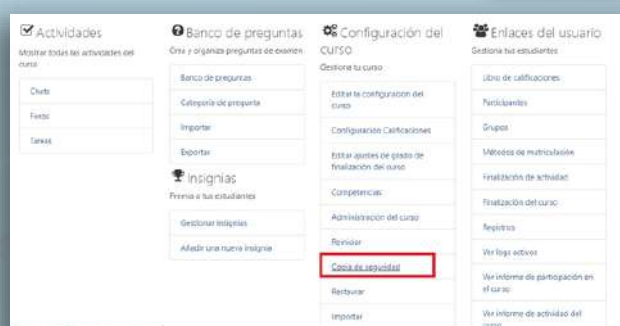 Actividades
Mostrar todas las actividades del
curso
Chats
Foros
Tareas
Banco de preguntas
Crea y organiza preguntas de examen
Banco de preguntas
Categoría de pregunta
Importar
Exportar
Insignias
Premia a tus estudiantes
Gestionar insignias
Añadir una nueva insignia
Configuración del
curso
Gestiona tu curso
Editar la configuración del
curso
Configuración Calificaciones
Editar ajustes de grado de
finalización del curso
Competencias
Administración del curso
Reiniciar
Copia de seguridad
Restaurar
Importar
Enlaces del usuario
Gestiona tus estudiantes
Libro de calificaciones
Participantes
Grupos
Métodos de matriculación
Finalización de actividad
Finalización del curso
Registros
Ver logs activos
Ver informe de participación en
el curso
Ver informe de actividad del
curso